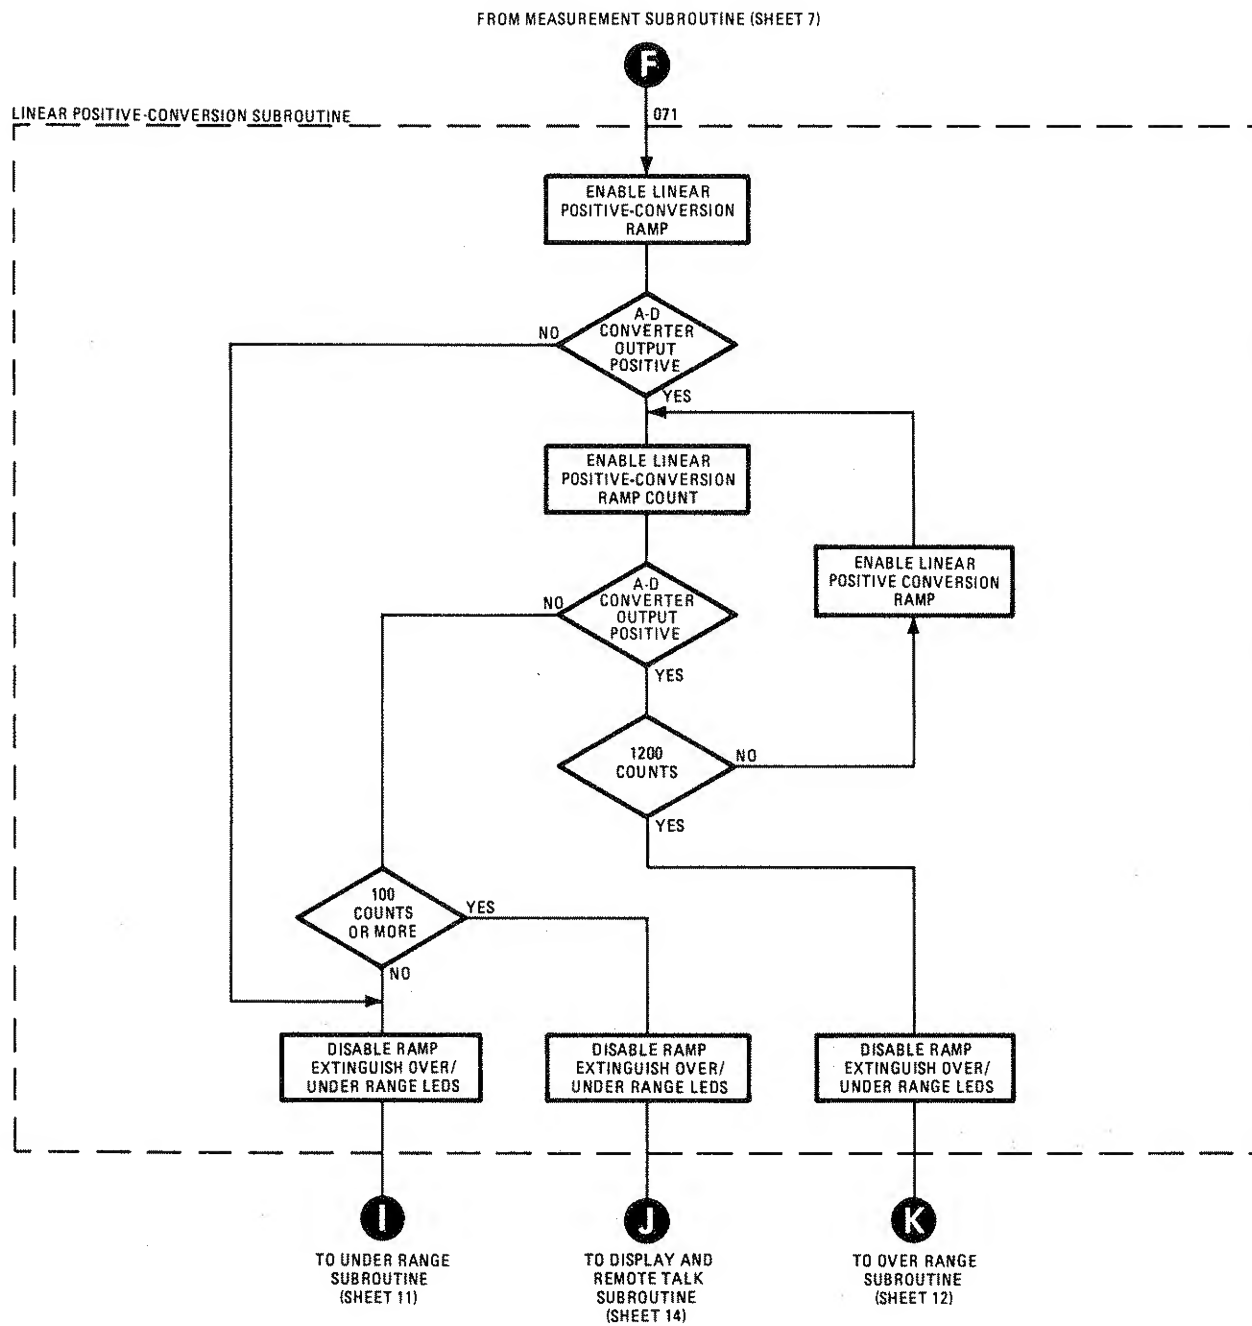 FROM MEASUREMENT SUBROUTINE (SHEET 7)
F
LINEAR POSITIVE-CONVERSION SUBROUTINE
071
ENABLE LINEAR
POSITIVE-CONVERSION
RAMP
A-D
CONVERTER
OUTPUT
POSITIVE
NO
YES
ENABLE LINEAR
POSITIVE-CONVERSION
RAMP COUNT
ENABLE LINEAR
POSITIVE CONVERSION
RAMP
A-D
CONVERTER
OUTPUT
POSITIVE
NO
YES
1200
COUNTS
NO
YES
100
COUNTS
OR MORE
YES
NO
DISABLE RAMP
EXTINGUISH OVER/
UNDER RANGE LEDS
DISABLE RAMP
EXTINGUISH OVER/
UNDER RANGE LEDS
DISABLE RAMP
EXTINGUISH OVER/
UNDER RANGE LEDS
I
J
K
TO UNDER RANGE
SUBROUTINE
(SHEET 11)
TO DISPLAY AND
REMOTE TALK
SUBROUTINE
(SHEET 14)
TO OVER RANGE
SUBROUTINE
(SHEET 12)